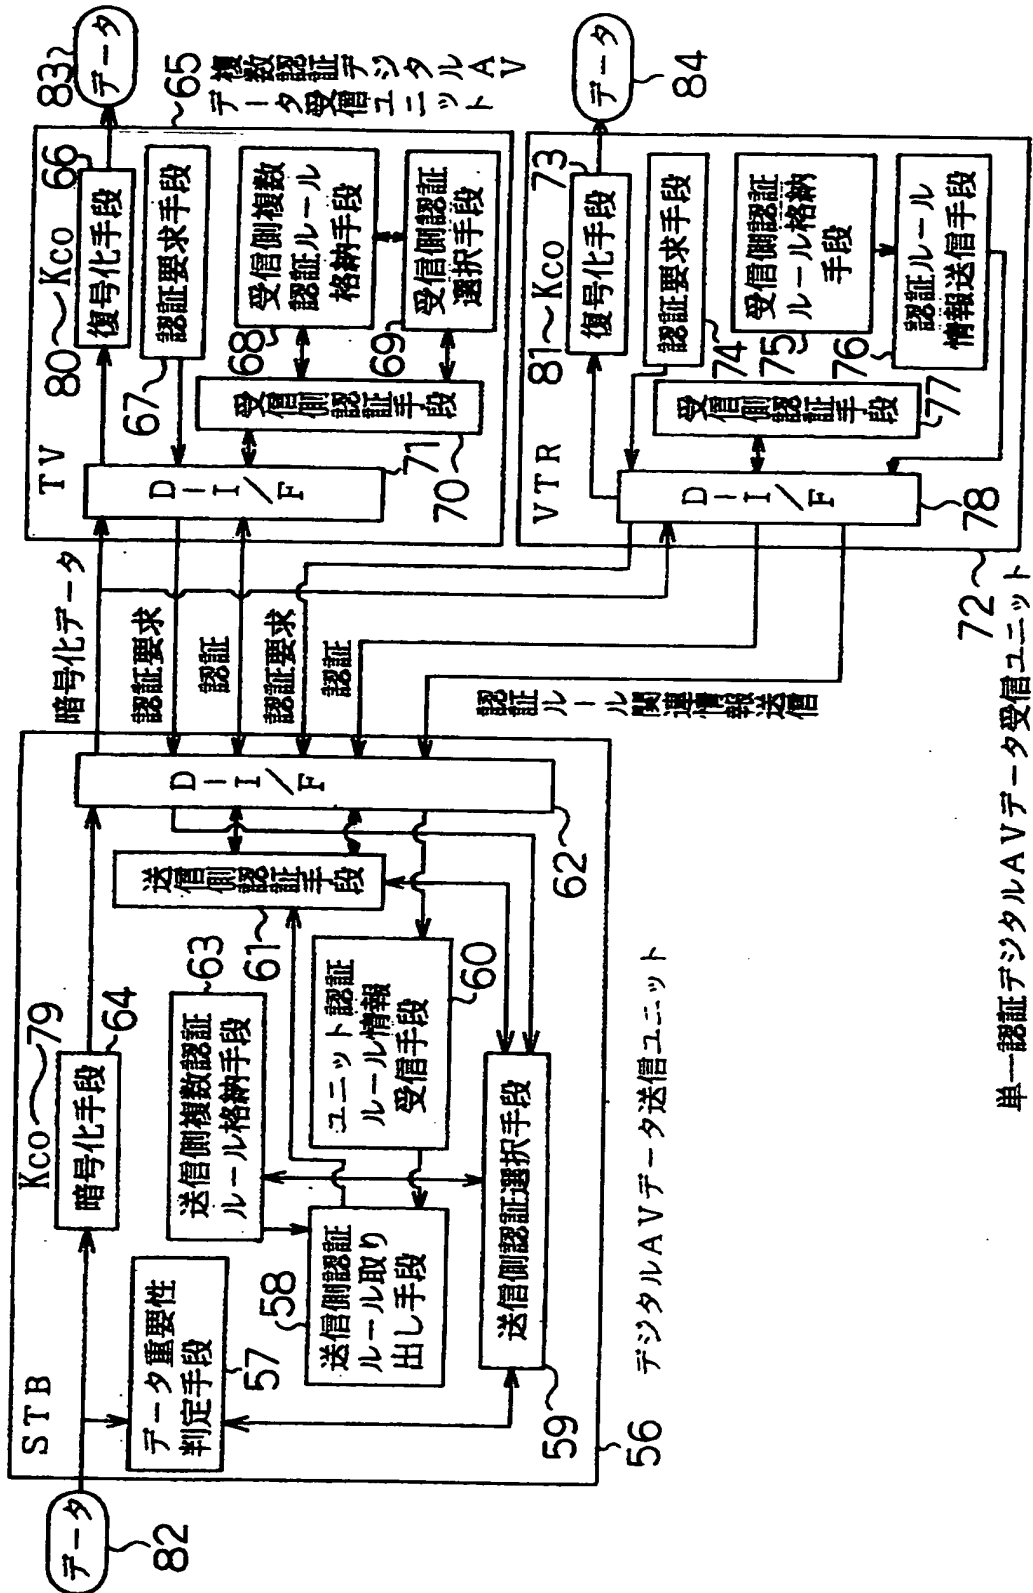 データ
82
STB
Kco
79
暗号化手段
64
データ重要性
判定手段
57
送信側複数認証
ルール格納手段
63
送信側認証手段
61
送信側認証
ルール取り
出し手段
58
ユニット認証
ルール情報
受信手段
60
送信側認証選択手段
59
D-I/F
62
56
デジタルAVデータ送信ユニット
暗号化データ
認証要求
認証
認証要求
認証
認証ルール
関連情報送信
TV
80
Kco
66
復号化手段
67
認証要求手段
68
受信側複数
認証ルール
格納手段
69
受信側認証
選択手段
受信側認証手段
70
D-I/F
71
データ
83
65
複数認証デジタルAV
データ受信ユニット
VTR
81
Kco
73
復号化手段
認証要求手段
74
75
受信側認証
ルール格納
手段
76
認証ルール
情報送信手段
受信側認証手段
77
D-I/F
78
データ
84
72
単一認証デジタルAVデータ受信ユニット